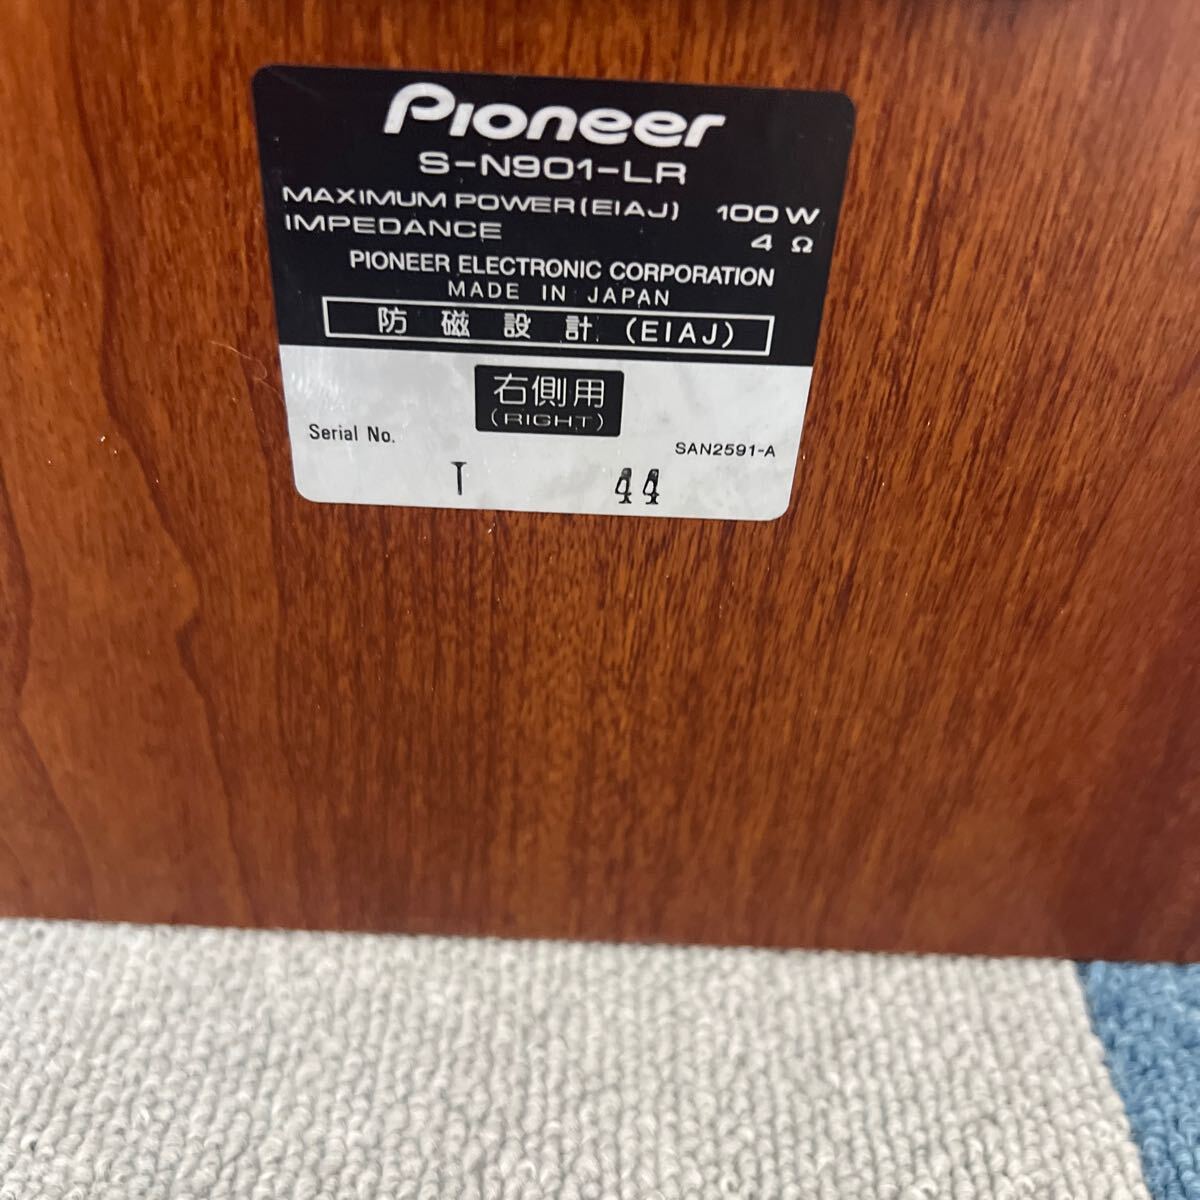 Pioneer
S-N901-LR
MAXIMUM POWER(EIAJ) 100 W
IMPEDANCE 4 Ω
PIONEER ELECTRONIC CORPORATION
MADE IN JAPAN
防磁設計 (EIAJ)
右側用
(RIGHT)
Serial No.
SAN2591-A
T 44